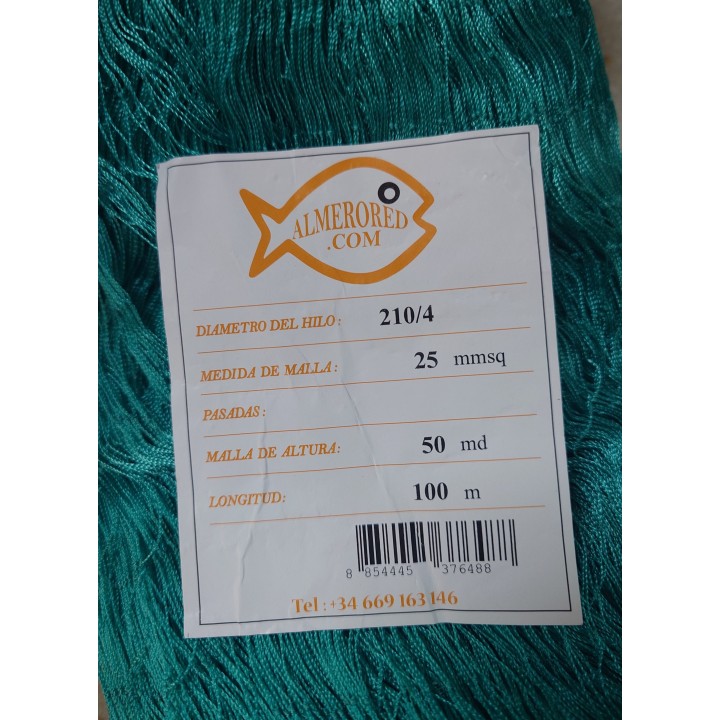 ALMERORED
.COM
DIAMETRO DEL HILO: 210/4
MEDIDA DE MALLA: 25 mmsq
PASADAS:
MALLA DE ALTURA: 50 md
LONGITUD: 100 m
8 854445 376488
Tel : +34 669 163 146